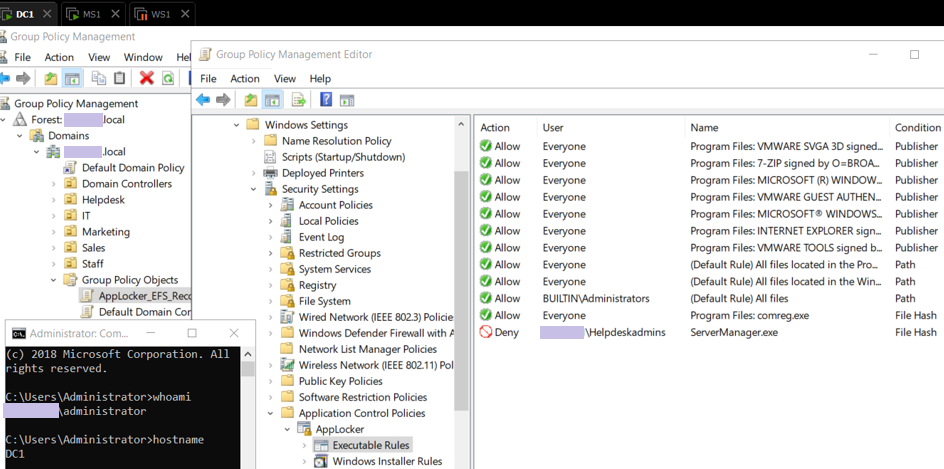 DC1
MS1
WS1
Group Policy Management
File Action View Window Hel
Group Policy Management
Forest: .local
Domains
.local
Default Domain Policy
Domain Controllers
Helpdesk
IT
Marketing
Sales
Staff
Group Policy Objects
AppLocker_EFS_Reco
Default Domain Con
Administrator: Com...
(c) 2018 Microsoft Corporation. All
rights reserved.
C:\Users\Administrator>whoami
\administrator
C:\Users\Administrator>hostname
DC1
Group Policy Management Editor
File Action View Help
Windows Settings
Name Resolution Policy
Scripts (Startup/Shutdown)
Deployed Printers
Security Settings
Account Policies
Local Policies
Event Log
Restricted Groups
System Services
Registry
File System
Wired Network (IEEE 802.3) Policie
Windows Defender Firewall with A
Network List Manager Policies
Wireless Network (IEEE 802.11) Pol
Public Key Policies
Software Restriction Policies
Application Control Policies
AppLocker
Executable Rules
Windows Installer Rules
Action User Name Condition
Allow Everyone Program Files: VMWARE SVGA 3D signed... Publisher
Allow Everyone Program Files: 7-ZIP signed by O=BROA... Publisher
Allow Everyone Program Files: MICROSOFT (R) WINDOW... Publisher
Allow Everyone Program Files: VMWARE GUEST AUTHEN... Publisher
Allow Everyone Program Files: MICROSOFT® WINDOWS... Publisher
Allow Everyone Program Files: INTERNET EXPLORER sign... Publisher
Allow Everyone Program Files: VMWARE TOOLS signed b... Publisher
Allow Everyone (Default Rule) All files located in the Pro... Path
Allow Everyone (Default Rule) All files located in the Win... Path
Allow BUILTIN\Administrators (Default Rule) All files Path
Allow Everyone Program Files: comreg.exe File Hash
Deny \Helpdeskadmins ServerManager.exe File Hash